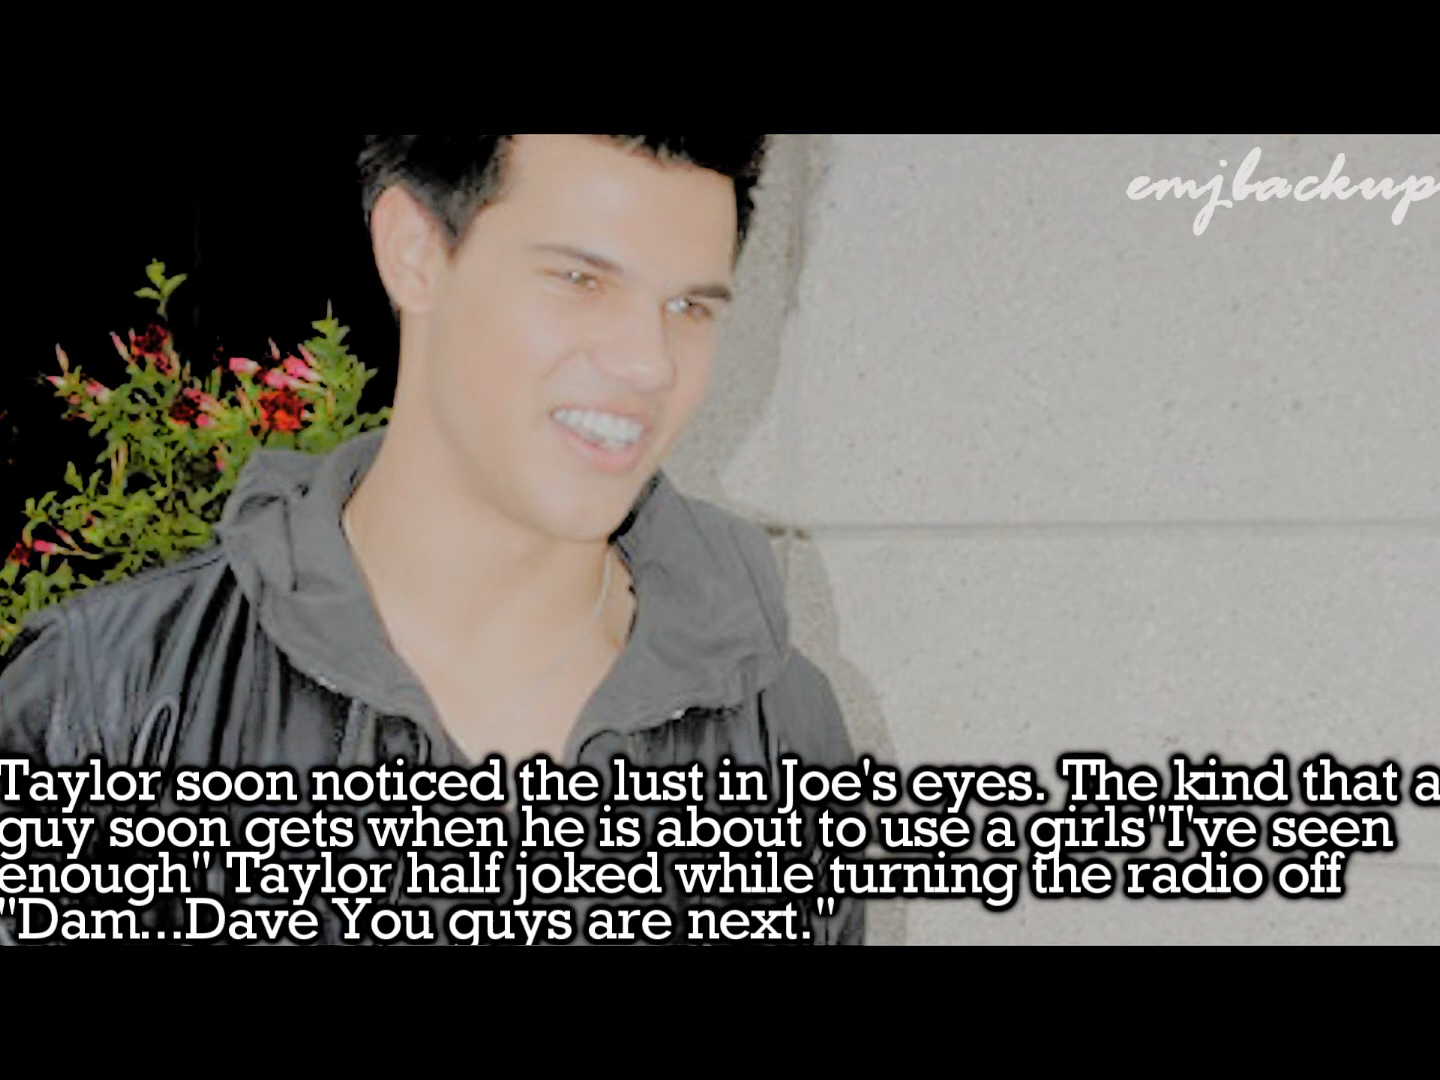 emjbackup
Taylor soon noticed the lust in Joe's eyes. The kind that a
guy soon gets when he is about to use a girls"I've seen
enough" Taylor half joked while turning the radio off
"Dam...Dave You guys are next."